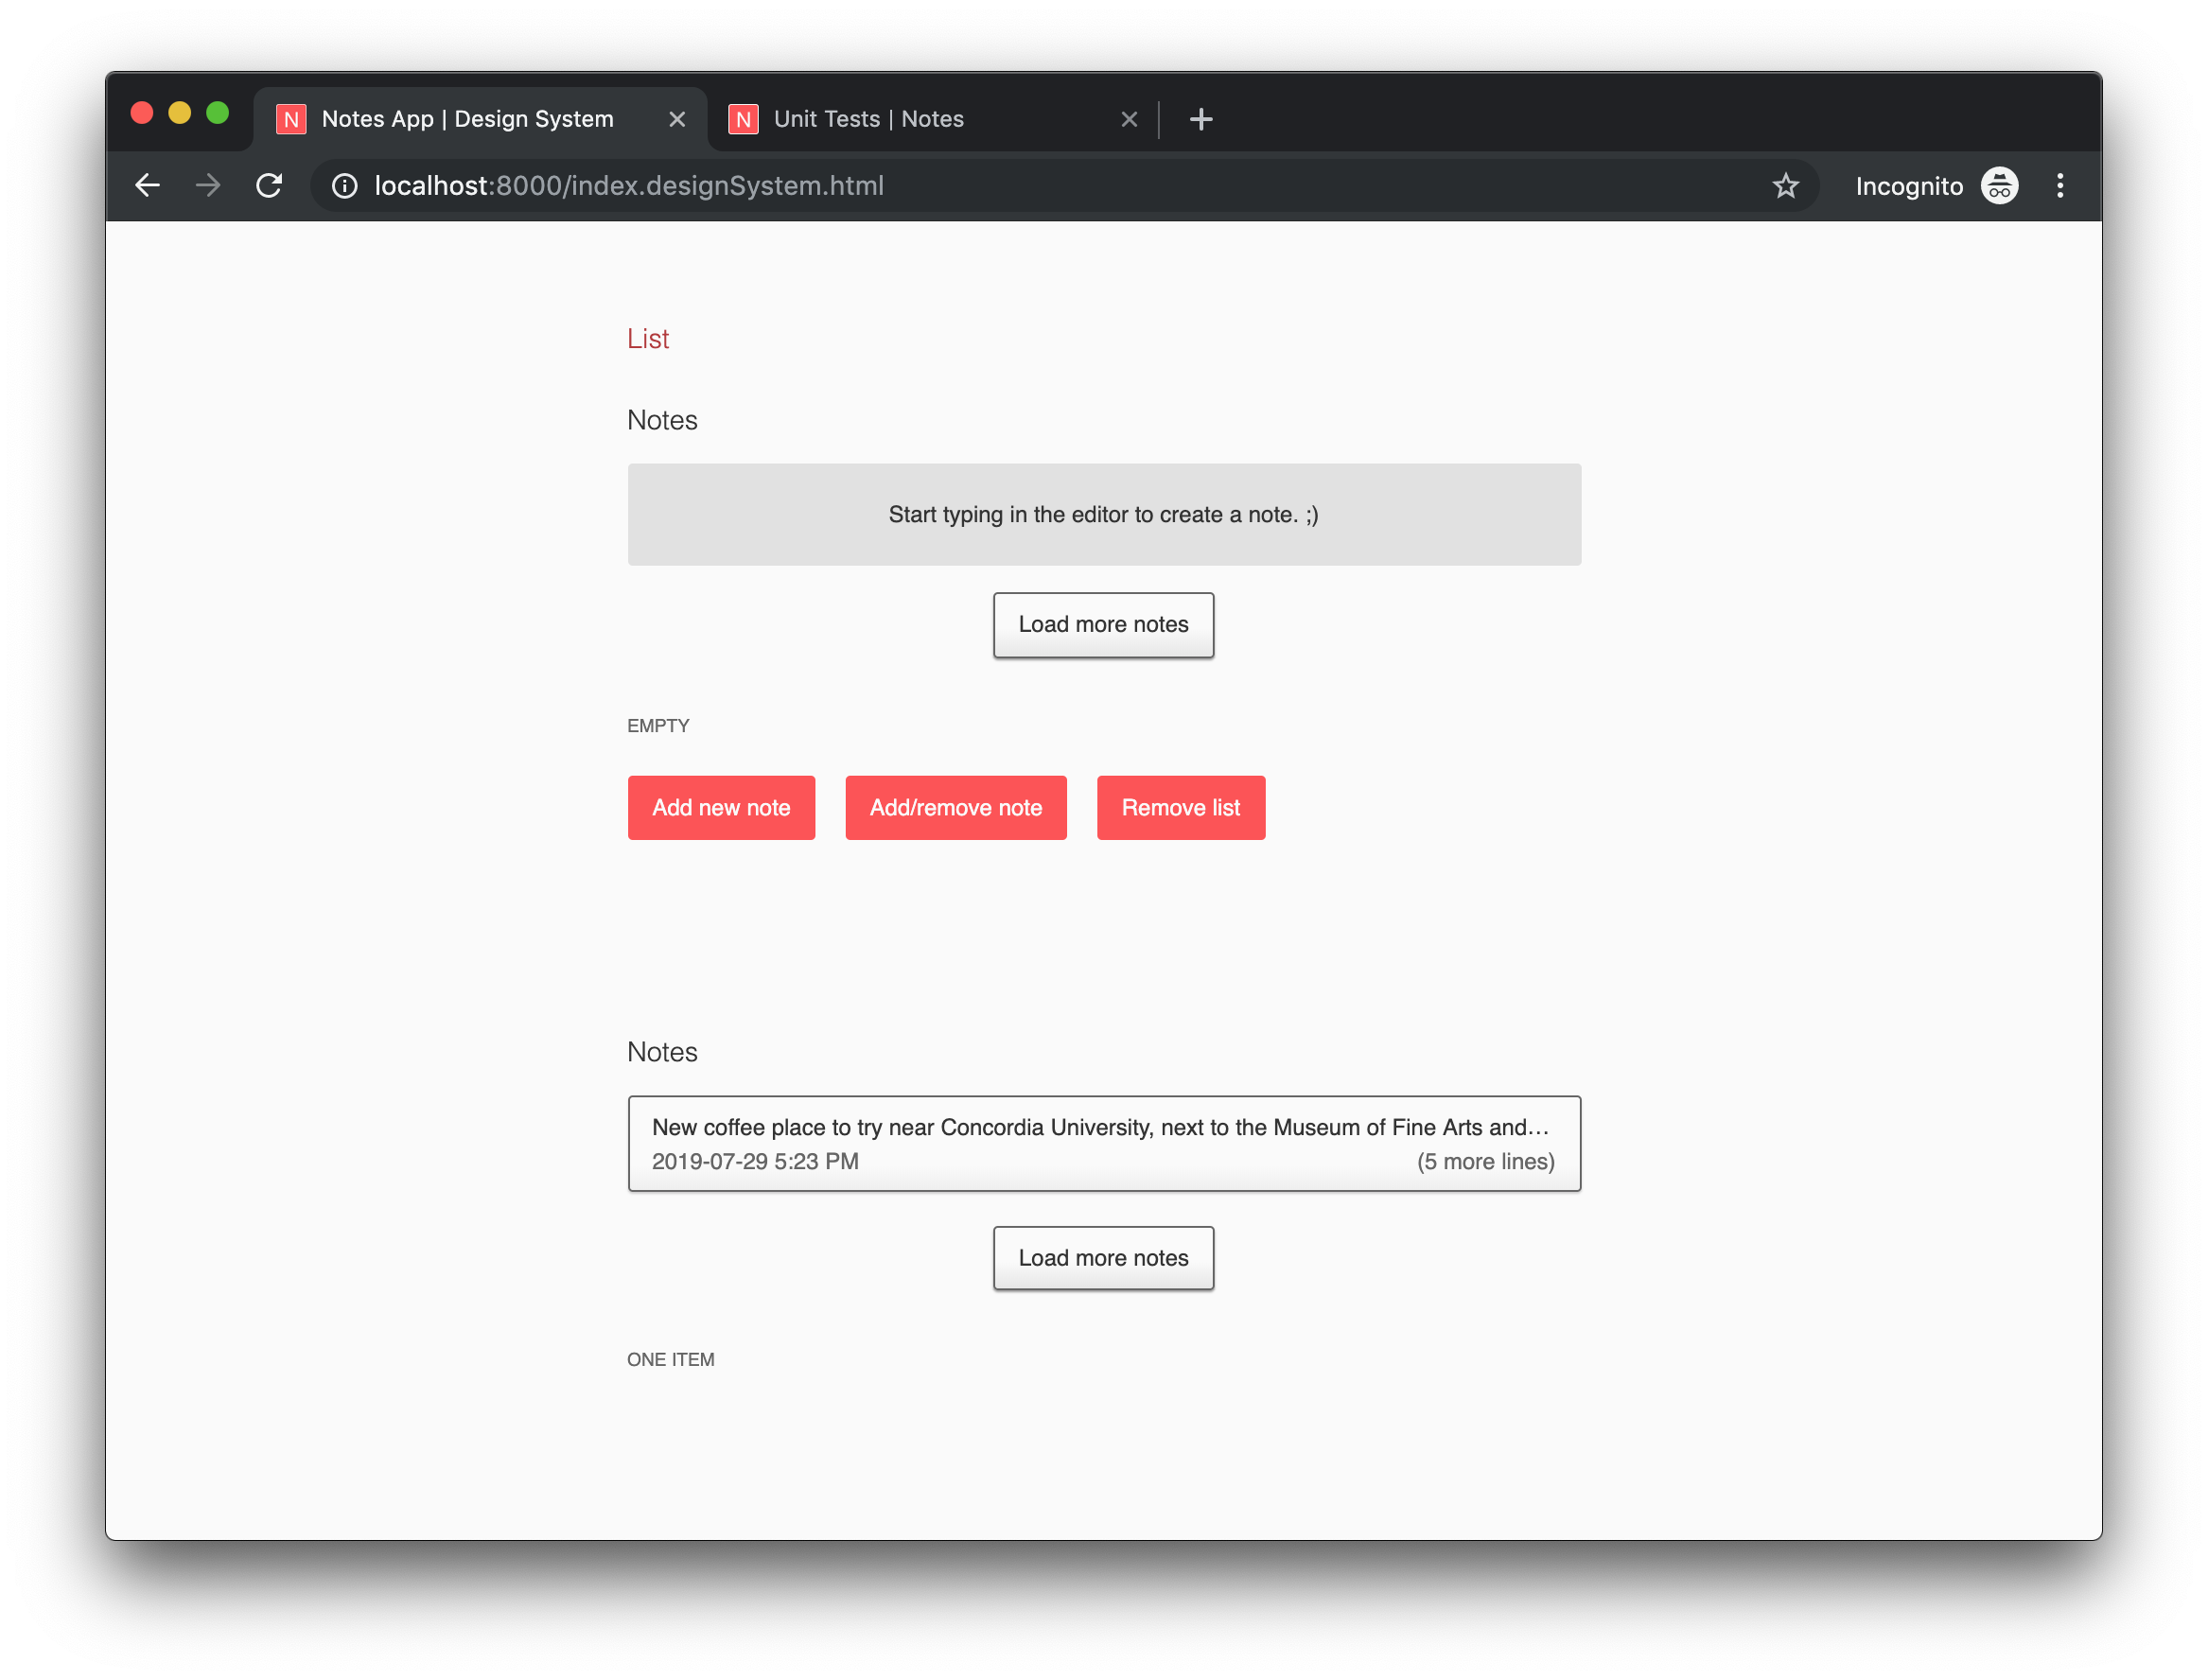 N Notes App | Design System
N Unit Tests | Notes
localhost:8000/index.designSystem.html
Incognito
List
Notes
Start typing in the editor to create a note. ;)
Load more notes
EMPTY
Add new note
Add/remove note
Remove list
Notes
New coffee place to try near Concordia University, next to the Museum of Fine Arts and…
2019-07-29 5:23 PM
(5 more lines)
Load more notes
ONE ITEM